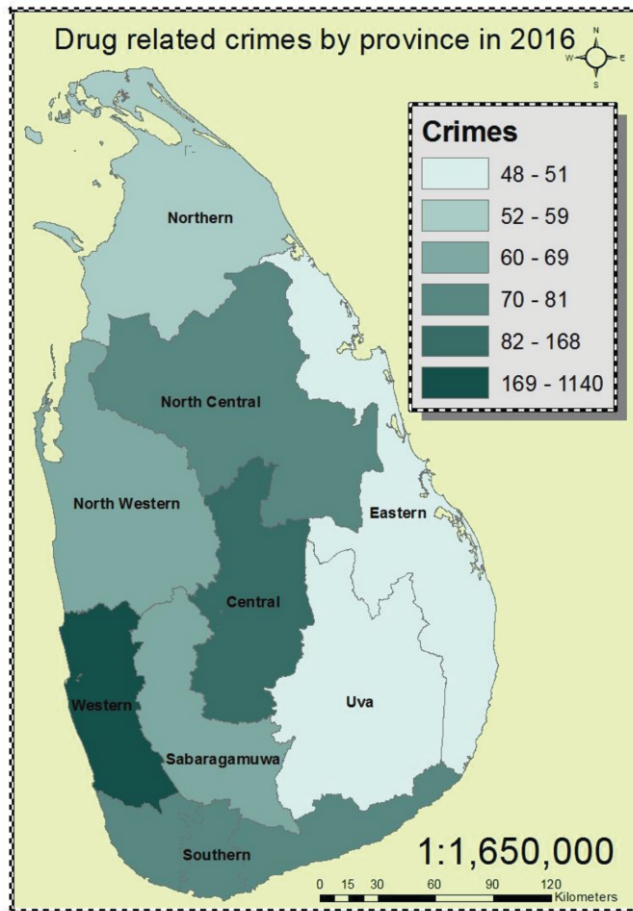 Drug related crimes by province in 2016
N
W E
S
Crimes
48 - 51
52 - 59
60 - 69
70 - 81
82 - 168
169 - 1140
Northern
North Central
North Western
Eastern
Central
Western
Uva
Sabaragamuwa
Southern
1:1,650,000
0 15 30 60 90 120
Kilometers